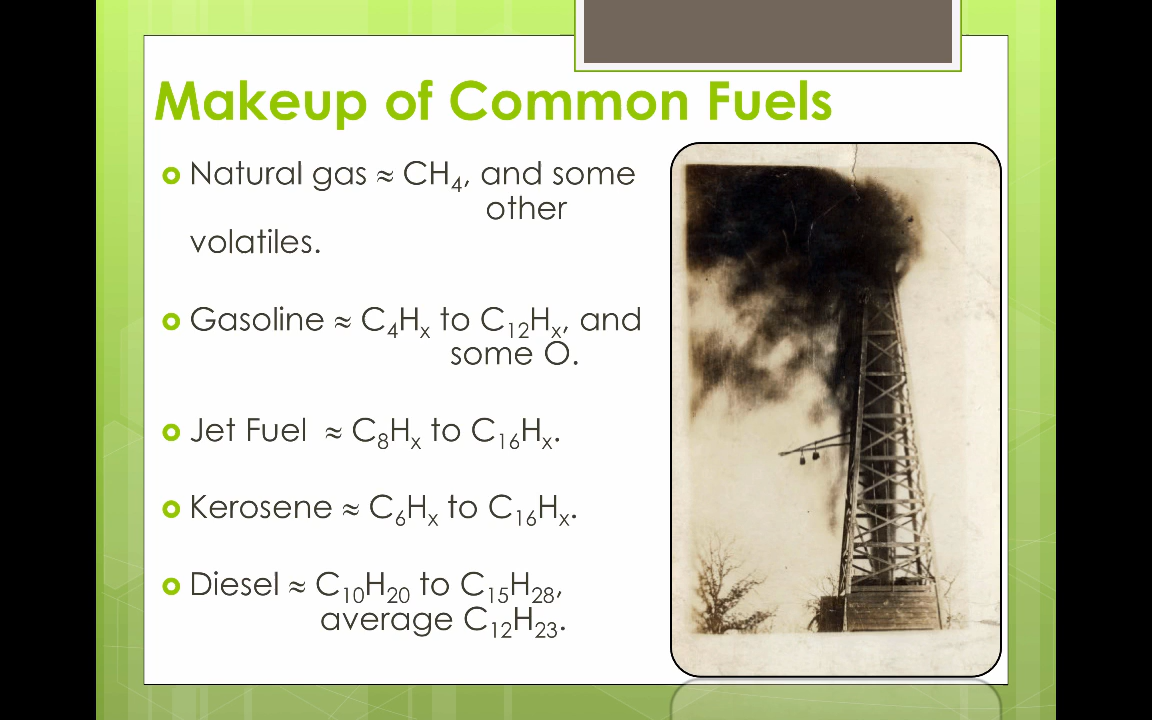 Makeup of Common Fuels
Natural gas ≈ CH₄, and some
other
volatiles.
Gasoline ≈ C₄Hₓ to C₁₂Hₓ, and
some O.
Jet Fuel ≈ C₈Hₓ to C₁₆Hₓ.
Kerosene ≈ C₆Hₓ to C₁₆Hₓ.
Diesel ≈ C₁₀H₂₀ to C₁₅H₂₈,
average C₁₂H₂₃.